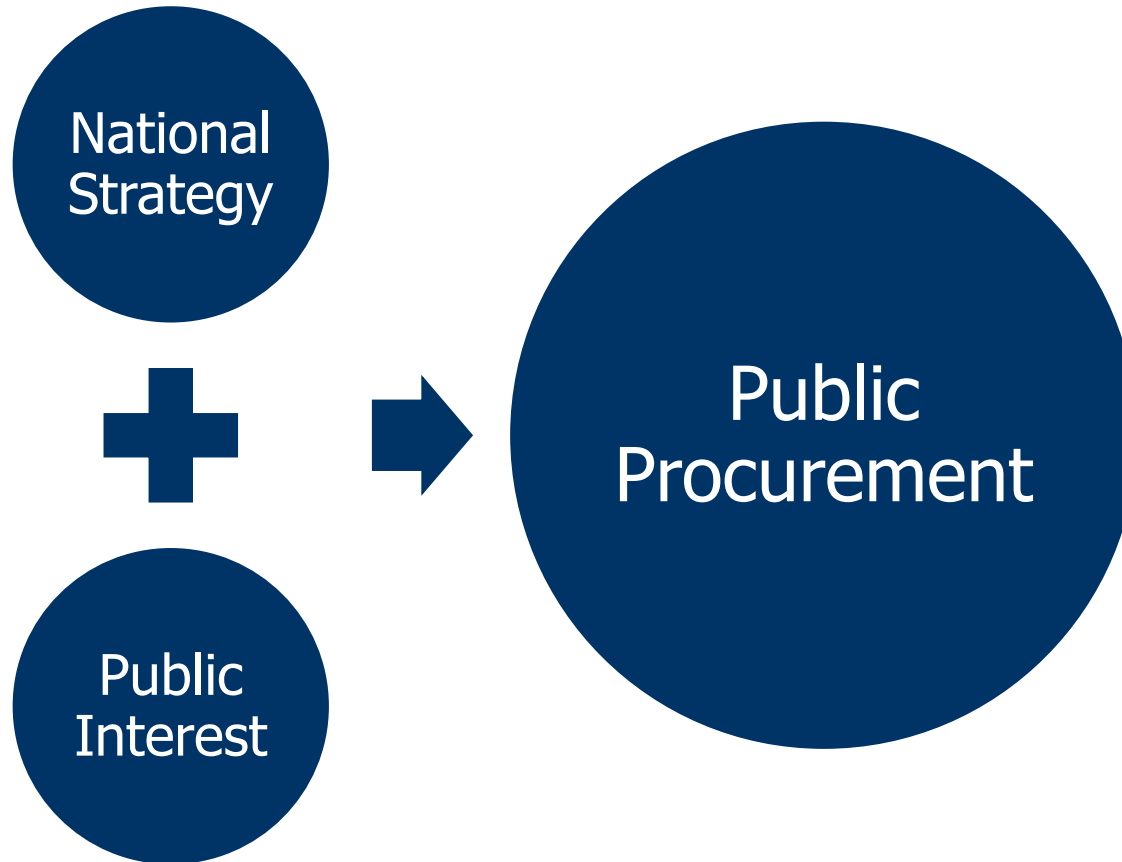 National
Strategy
Public
Interest
Public
Procurement